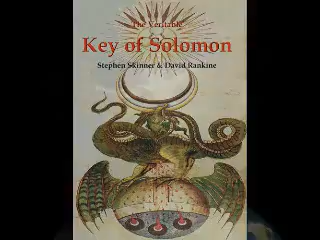 The Veritable
Key of Solomon
Stephen Skinner & David Rankine